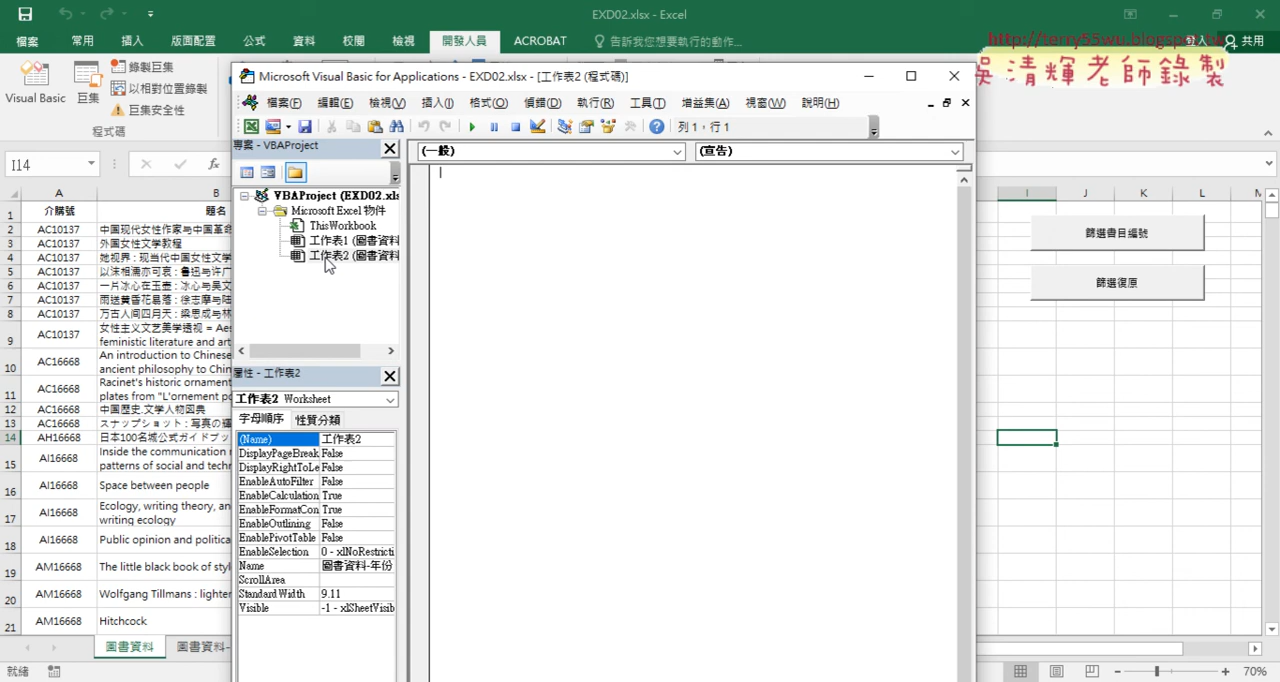 EXD02.xlsx - Excel
檔案 常用 插入 版面配置 公式 資料 校閱 檢視 開發人員 ACROBAT 告訴我您想要執行的動作... 登入 共用
http://terry55wu.blogspot.tw
吳清輝老師錄製
Visual Basic 巨集 錄製巨集 以相對位置錄製 巨集安全性
程式碼
Microsoft Visual Basic for Applications - EXD02.xlsx - [工作表2 (程式碼)]
檔案(F) 編輯(E) 檢視(V) 插入(I) 格式(O) 偵錯(D) 執行(R) 工具(T) 增益集(A) 視窗(W) 說明(H)
列 1，行 1
專案 - VBAProject
(一般) (宣告)
VBAProject (EXD02.xls
Microsoft Excel 物件
ThisWorkbook
工作表1 (圖書資料
工作表2 (圖書資料
屬性 - 工作表2
工作表2 Worksheet
字母順序 性質分類
(Name) 工作表2
DisplayPageBreak False
DisplayRightToLe False
EnableAutoFilter False
EnableCalculation True
EnableFormatCon True
EnableOutlining False
EnablePivotTable False
EnableSelection 0 - xlNoRestricti
Name 圖書資料-年份
ScrollArea
StandardWidth 9.11
Visible -1 - xlSheetVisib
I14 fx
A B I J K L M
1 介購號 題名
2 AC10137 中国现代女性作家与中国革命
3 AC10137 外国女性文学教程
4 AC10137 她视界 : 现当代中国女性文学
5 AC10137 以沫相濡亦可哀 : 鲁迅与许广
6 AC10137 一片冰心在玉壶 : 冰心与吴文
7 AC10137 雨送黄昏花易落 : 徐志摩与陆
8 AC10137 万古人间四月天 : 梁思成与林
9 AC10137 女性主义文艺美学透视 = Aes
feministic literature and art
10 AC16668 An introduction to Chinese
ancient philosophy to Chin
11 AC16668 Racinet's historic ornament
plates from "L'ornement po
12 AC16668 中國歷史.文学人物図典
13 AC16668 スナップショット : 写真の輝
14 AH16668 日本100名城公式ガイドブッ
15 AI16668 Inside the communication r
patterns of social and techn
16 AI16668 Space between people
17 AI16668 Ecology, writing theory, an
writing ecology
18 AI16668 Public opinion and politica
19 AM16668 The little black book of styl
20 AM16668 Wolfgang Tillmans : lighter
21 AM16668 Hitchcock
篩選書目編號
篩選復原
圖書資料 圖書資料-
就緒 70%